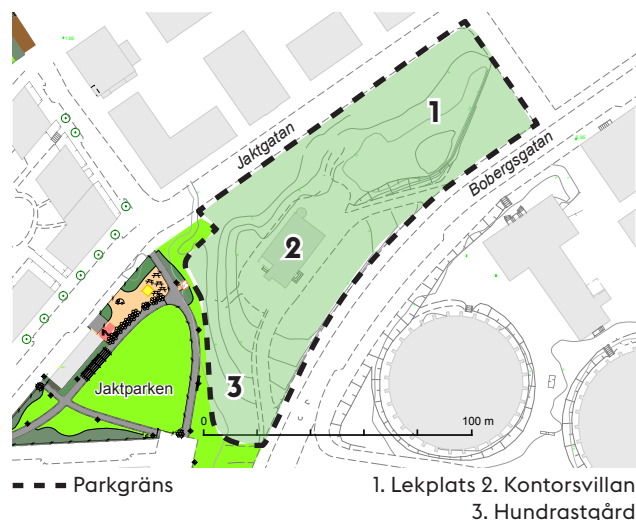 1
Jaktgatan
Bobergsgatan
2
Jaktparken
3
0
100 m
Parkgräns
1. Lekplats 2. Kontorsvillan
3. Hundrastgård